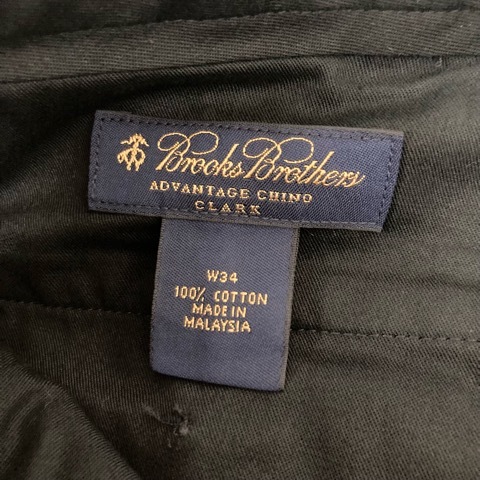 Brooks Brothers
ADVANTAGE CHINO
CLARK
W34
100% COTTON
MADE IN
MALAYSIA